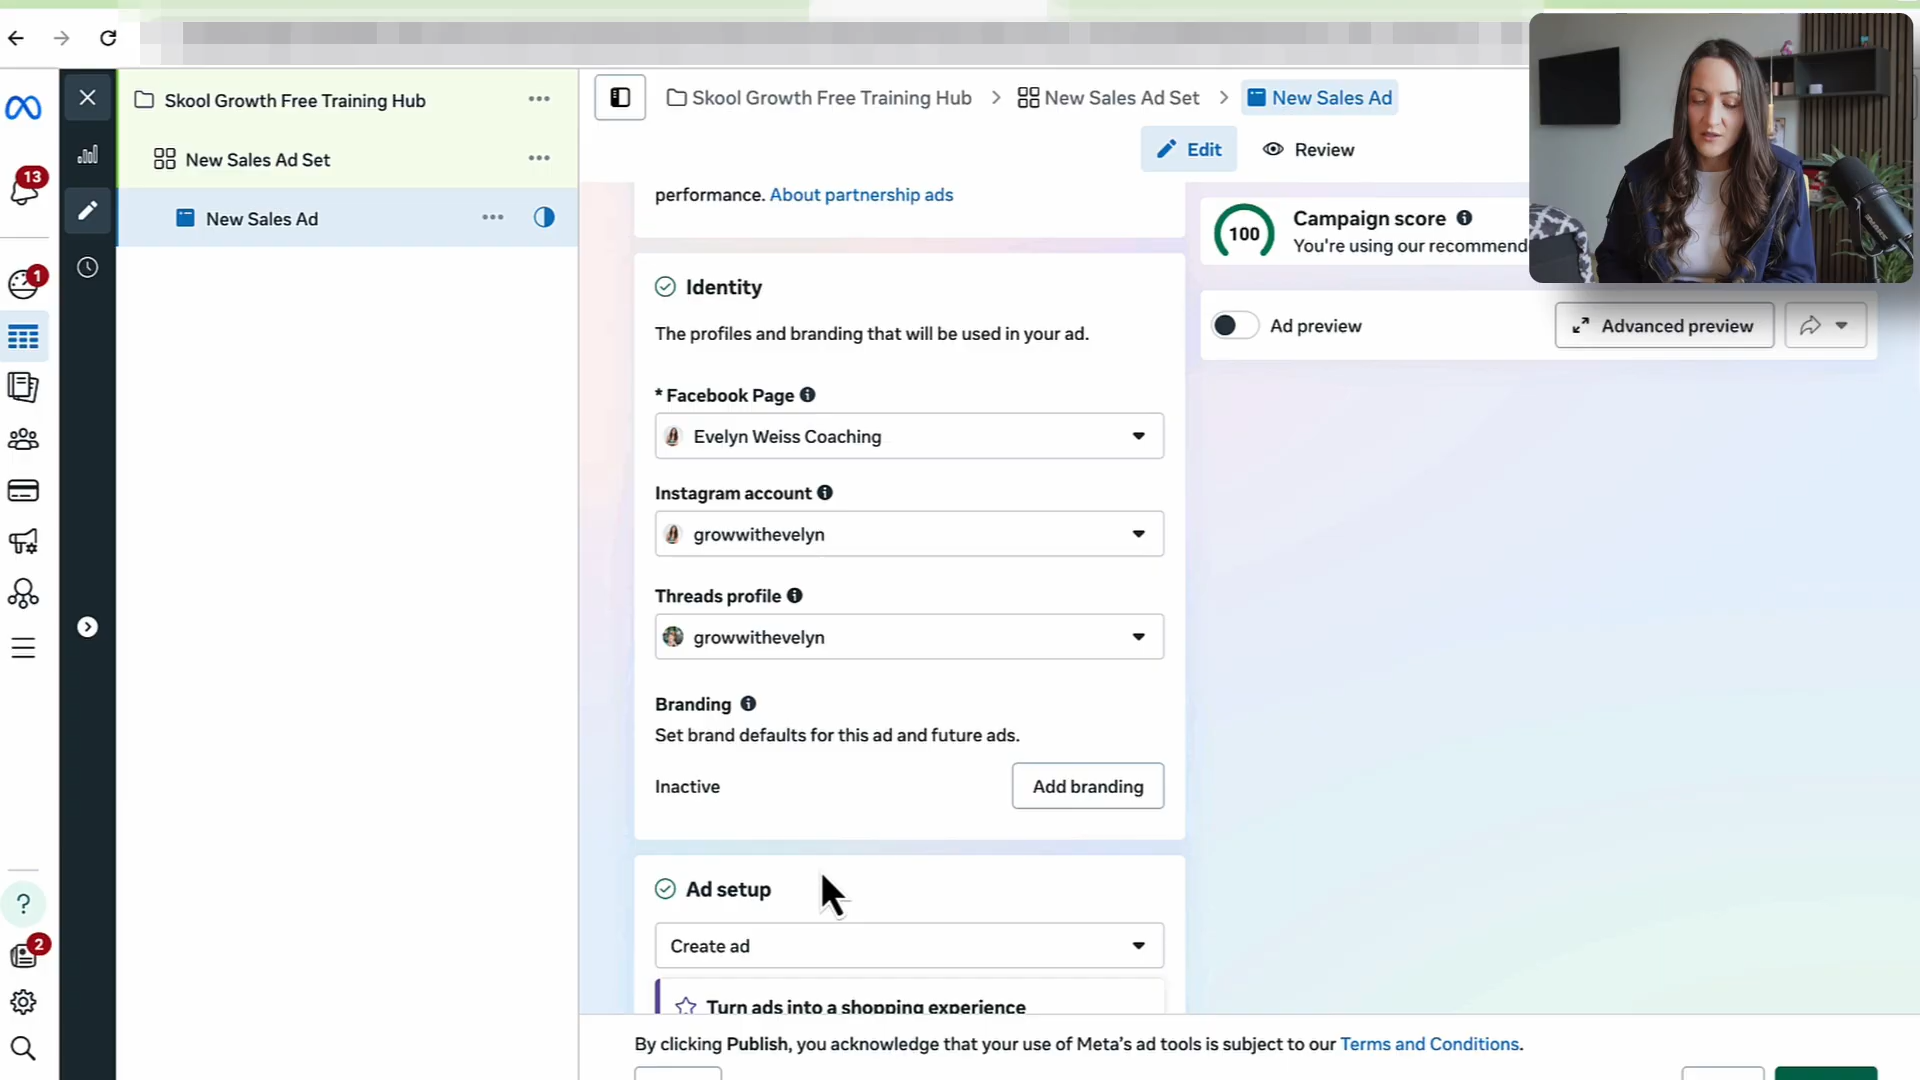 Skool Growth Free Training Hub
New Sales Ad Set
New Sales Ad
13
1
2
?
Skool Growth Free Training Hub > New Sales Ad Set > New Sales Ad
Edit
Review
performance. About partnership ads
Identity
The profiles and branding that will be used in your ad.
* Facebook Page
Evelyn Weiss Coaching
Instagram account
growwithevelyn
Threads profile
growwithevelyn
Branding
Set brand defaults for this ad and future ads.
Inactive
Add branding
Ad setup
Create ad
Turn ads into a shopping experience
100
Campaign score
You're using our recommend
Ad preview
Advanced preview
By clicking Publish, you acknowledge that your use of Meta's ad tools is subject to our Terms and Conditions.